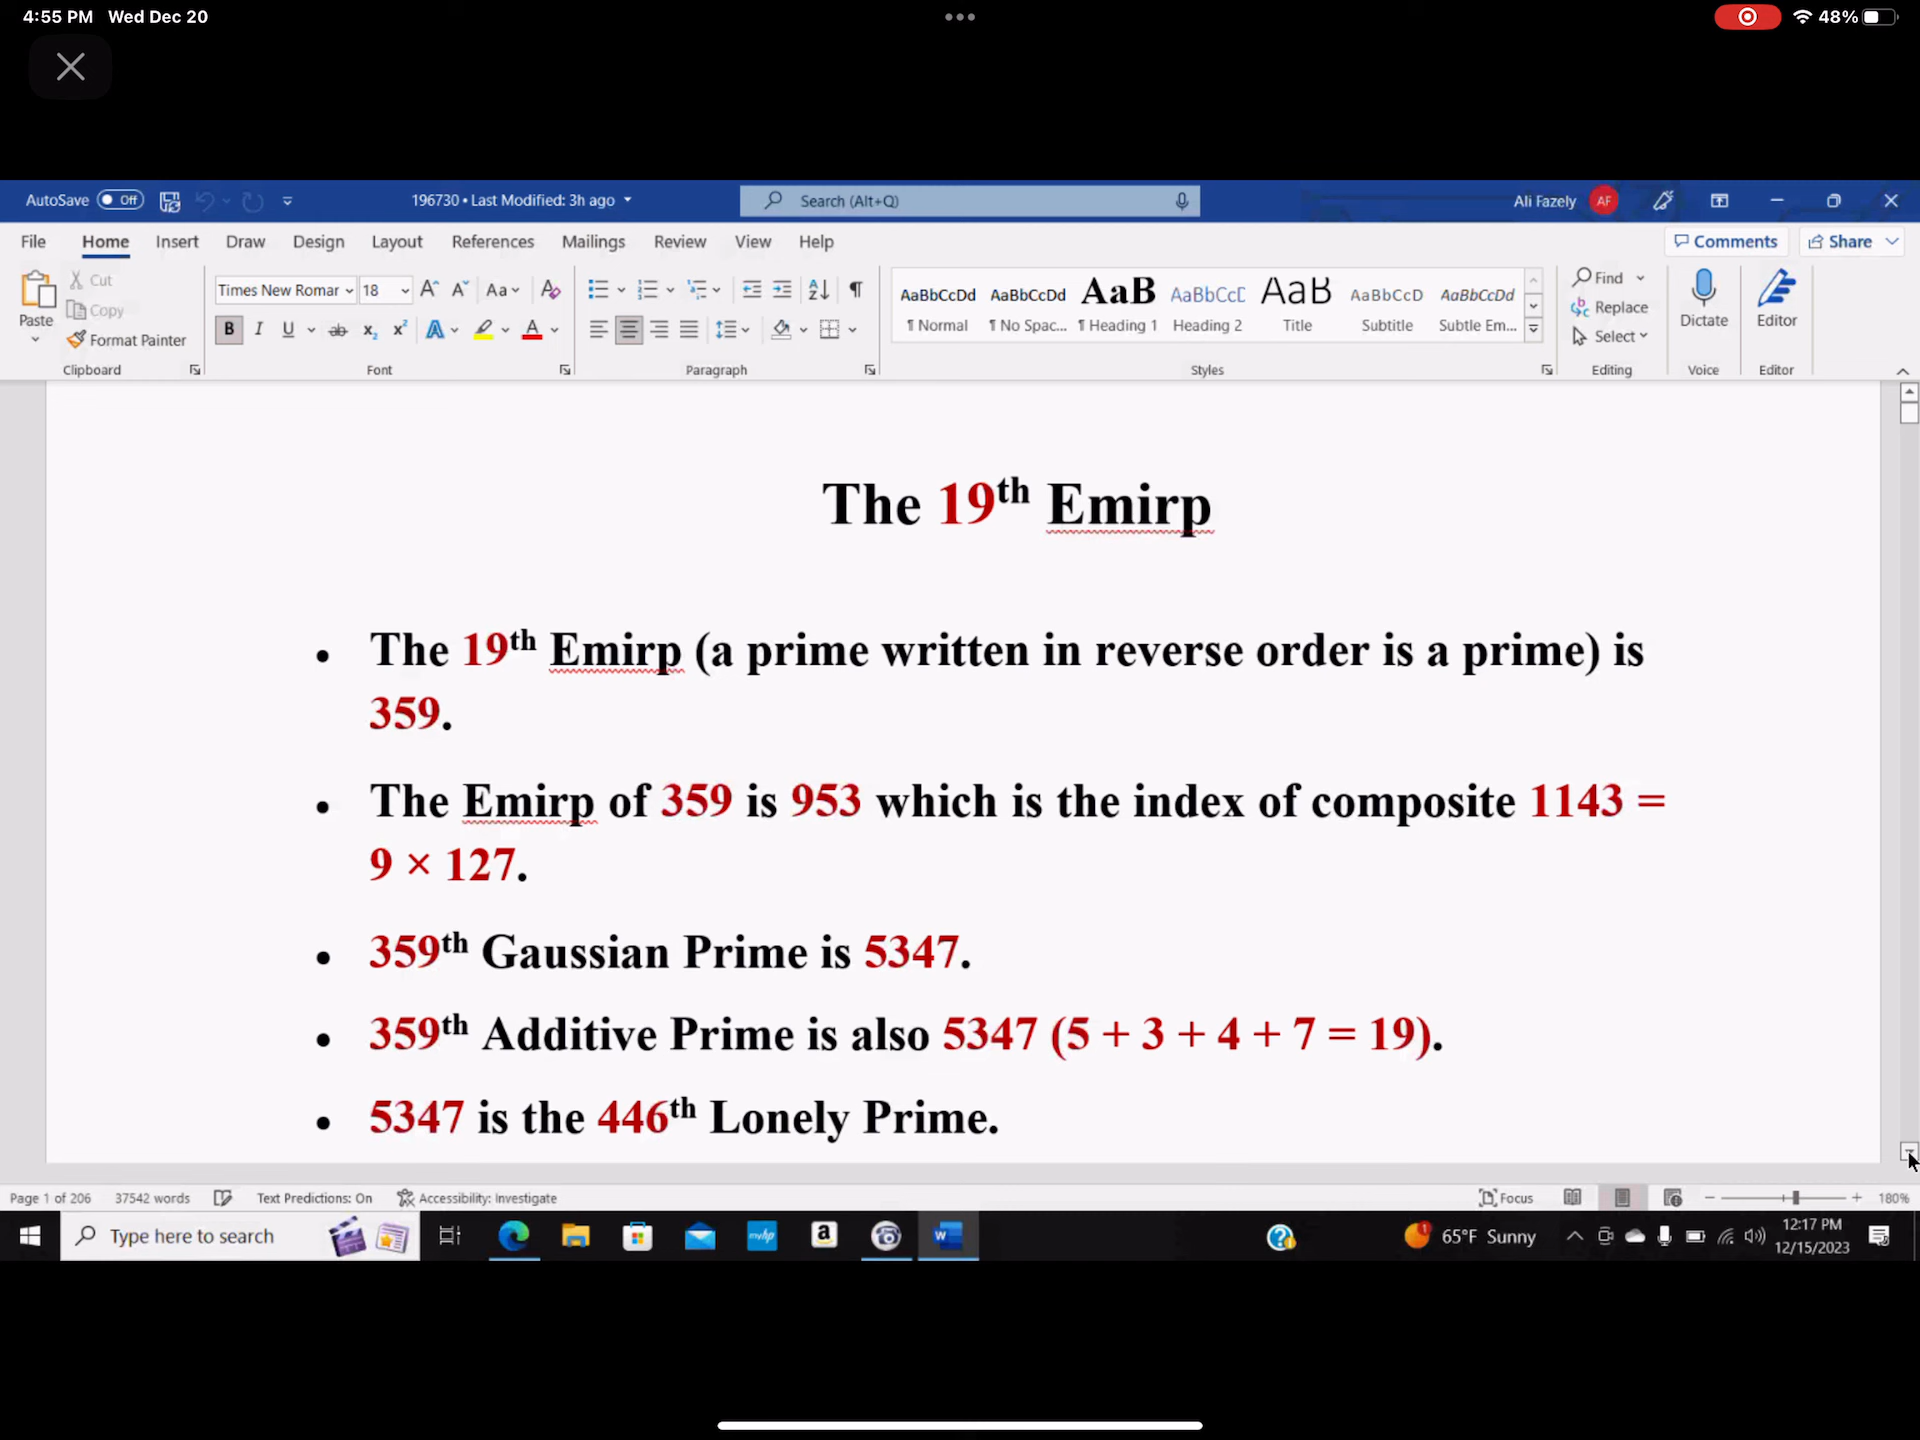 4:55 PM Wed Dec 20
48%
AutoSave Off
196730 • Last Modified: 3h ago
Search (Alt+Q)
Ali Fazely AF
File Home Insert Draw Design Layout References Mailings Review View Help
Comments Share
Paste
Cut
Copy
Format Painter
Clipboard
Times New Romar 18
Aa
B I U ab x₂ x² A A
Font
Paragraph
AaBbCcDd AaBbCcDd AaB AaBbCcD AaB AaBbCcD AaBbCcDd
¶ Normal ¶ No Spac... ¶ Heading 1 Heading 2 Title Subtitle Subtle Em...
Styles
Find
Replace
Select
Editing
Dictate
Voice
Editor
Editor
The 19th Emirp
• The 19th Emirp (a prime written in reverse order is a prime) is
359.
• The Emirp of 359 is 953 which is the index of composite 1143 =
9 × 127.
• 359th Gaussian Prime is 5347.
• 359th Additive Prime is also 5347 (5 + 3 + 4 + 7 = 19).
• 5347 is the 446th Lonely Prime.
Page 1 of 206 37542 words Text Predictions: On Accessibility: Investigate
Focus 180%
Type here to search
myhp
a
W
65°F Sunny
12:17 PM
12/15/2023